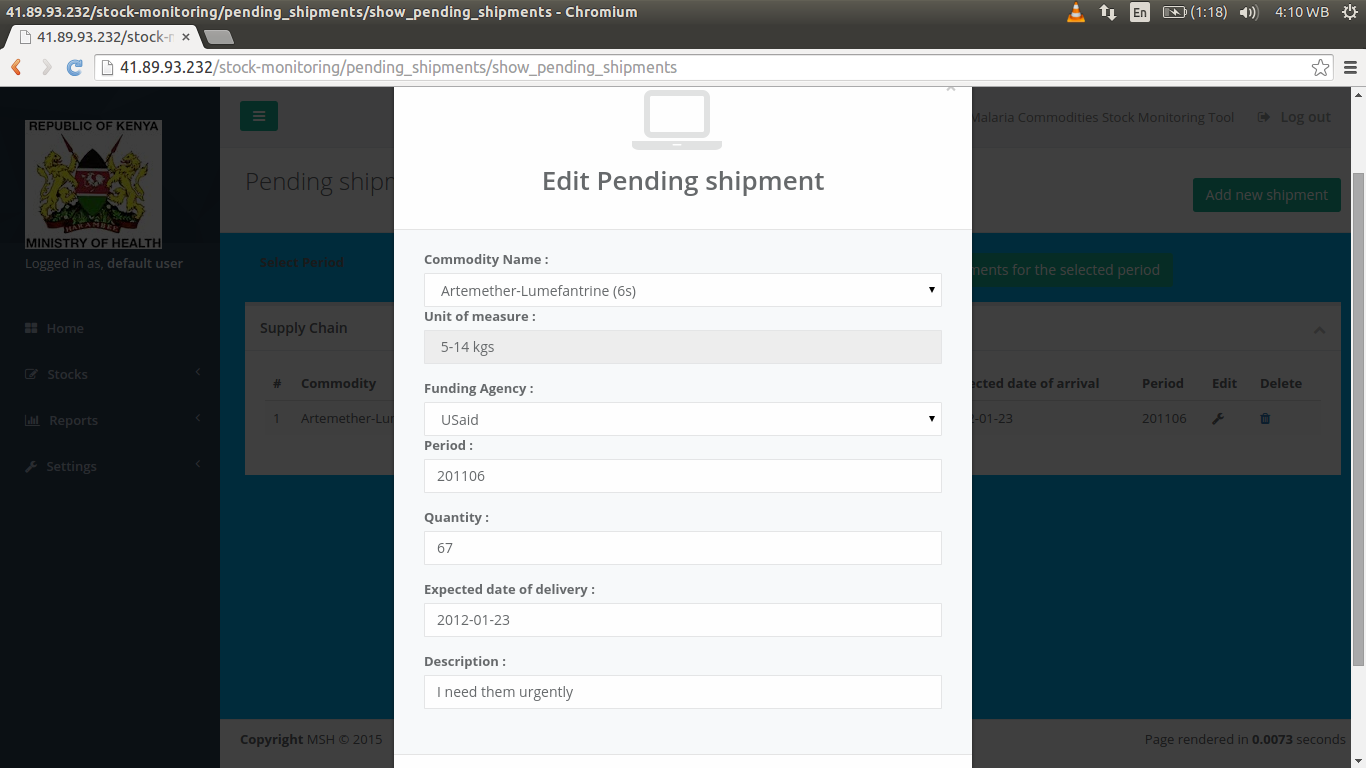 41.89.93.232/stock-monitoring/pending_shipments/show_pending_shipments - Chromium
En
(1:18)
4:10 WB
41.89.93.232/stock-r
41.89.93.232/stock-monitoring/pending_shipments/show_pending_shipments
REPUBLIC OF KENYA
HARAMBEE
MINISTRY OF HEALTH
Logged in as, default user
Home
Stocks
Reports
Settings
Malaria Commodities Stock Monitoring Tool
Log out
Pending shipr
Add new shipment
Select Period
ments for the selected period
Supply Chain
# Commodity
ected date of arrival Period Edit Delete
1 Artemether-Lur
2-01-23 201106
Edit Pending shipment
Commodity Name :
Artemether-Lumefantrine (6s)
Unit of measure :
5-14 kgs
Funding Agency :
USaid
Period :
201106
Quantity :
67
Expected date of delivery :
2012-01-23
Description :
I need them urgently
Copyright MSH © 2015
Page rendered in 0.0073 seconds